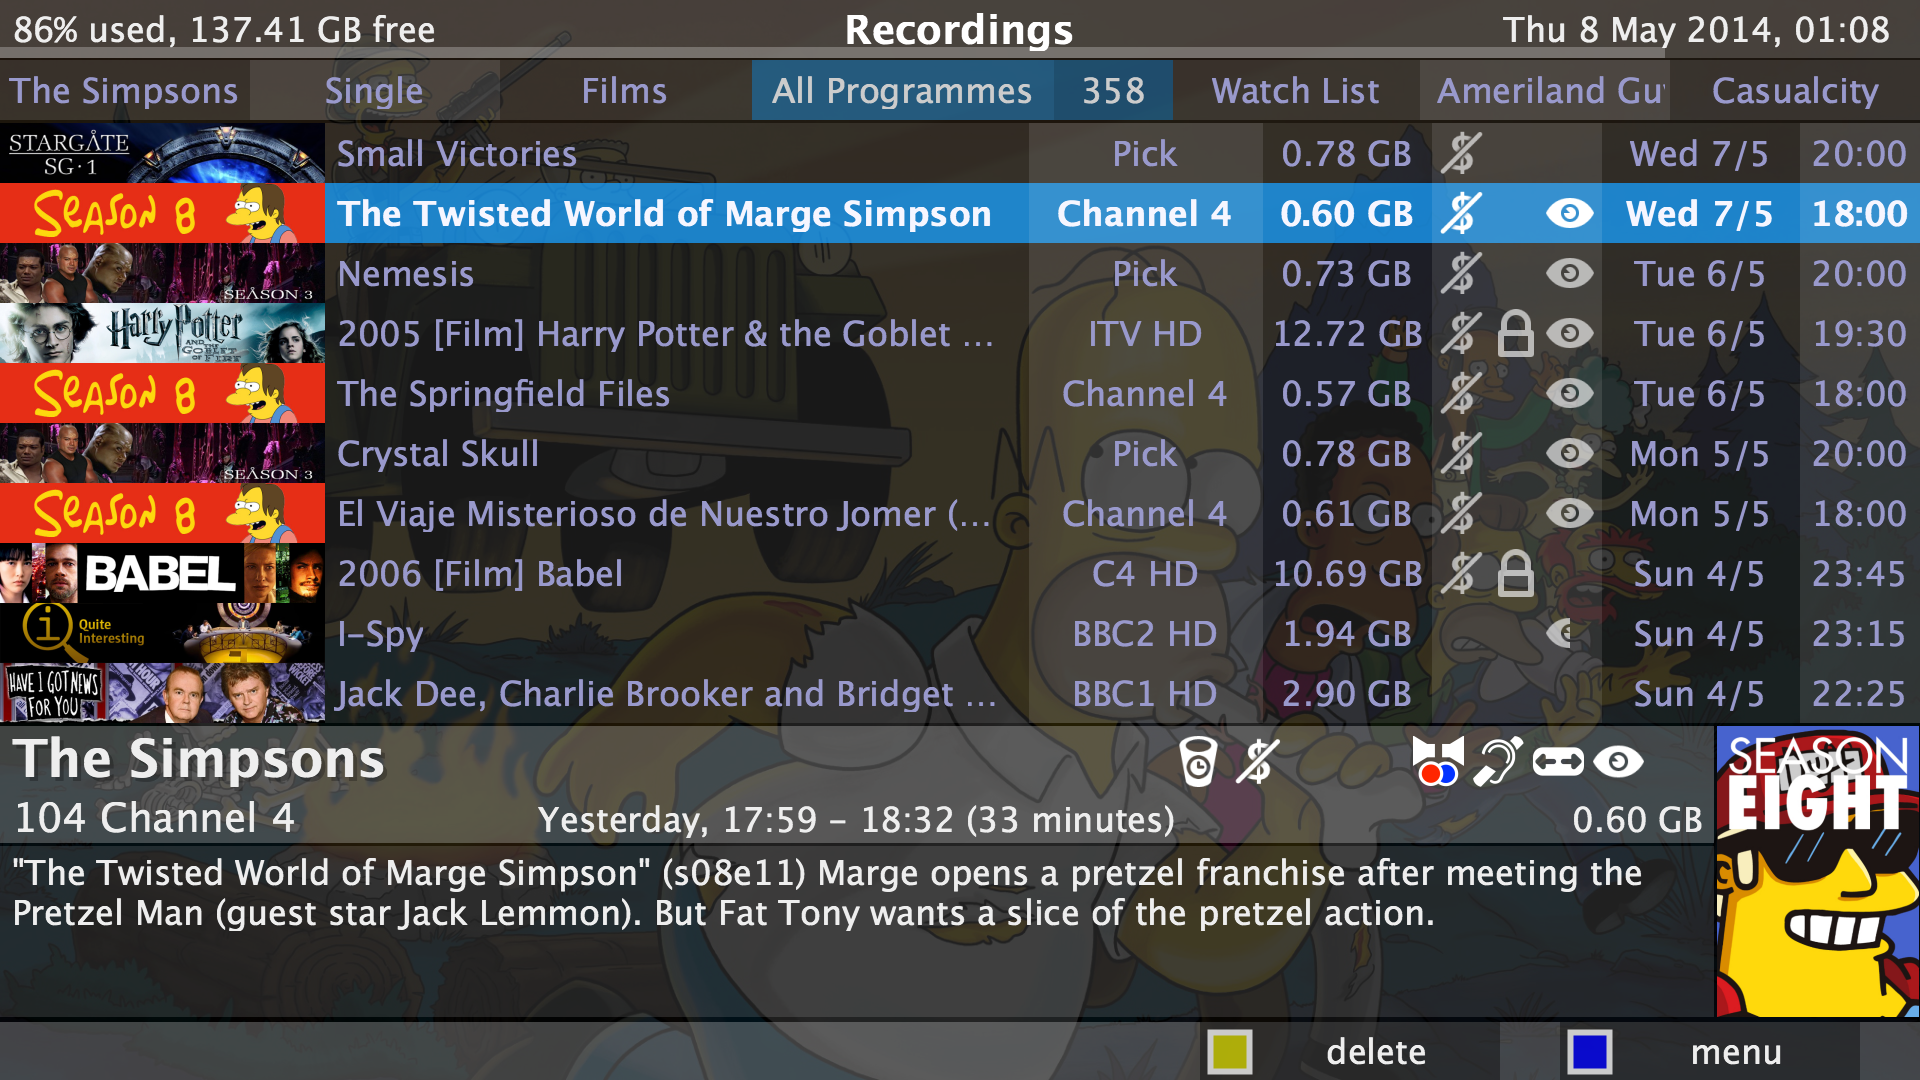 86% used, 137.41 GB free Recordings Thu 8 May 2014, 01:08
The Simpsons Single Films All Programmes 358 Watch List Ameriland Gu Casualcity
STARGATE SG·1 Small Victories Pick 0.78 GB Wed 7/5 20:00
SEASON 8 The Twisted World of Marge Simpson Channel 4 0.60 GB Wed 7/5 18:00
SEASON 3 Nemesis Pick 0.73 GB Tue 6/5 20:00
Harry Potter AND THE GOBLET OF FIRE 2005 [Film] Harry Potter & the Goblet ... ITV HD 12.72 GB Tue 6/5 19:30
SEASON 8 The Springfield Files Channel 4 0.57 GB Tue 6/5 18:00
SEASON 3 Crystal Skull Pick 0.78 GB Mon 5/5 20:00
SEASON 8 El Viaje Misterioso de Nuestro Jomer (... Channel 4 0.61 GB Mon 5/5 18:00
BABEL 2006 [Film] Babel C4 HD 10.69 GB Sun 4/5 23:45
Quite Interesting I-Spy BBC2 HD 1.94 GB Sun 4/5 23:15
HAVE I GOT NEWS FOR YOU Jack Dee, Charlie Brooker and Bridget ... BBC1 HD 2.90 GB Sun 4/5 22:25
The Simpsons
104 Channel 4 Yesterday, 17:59 – 18:32 (33 minutes) 0.60 GB
"The Twisted World of Marge Simpson" (s08e11) Marge opens a pretzel franchise after meeting the
Pretzel Man (guest star Jack Lemmon). But Fat Tony wants a slice of the pretzel action.
SEASON
EIGHT
delete menu